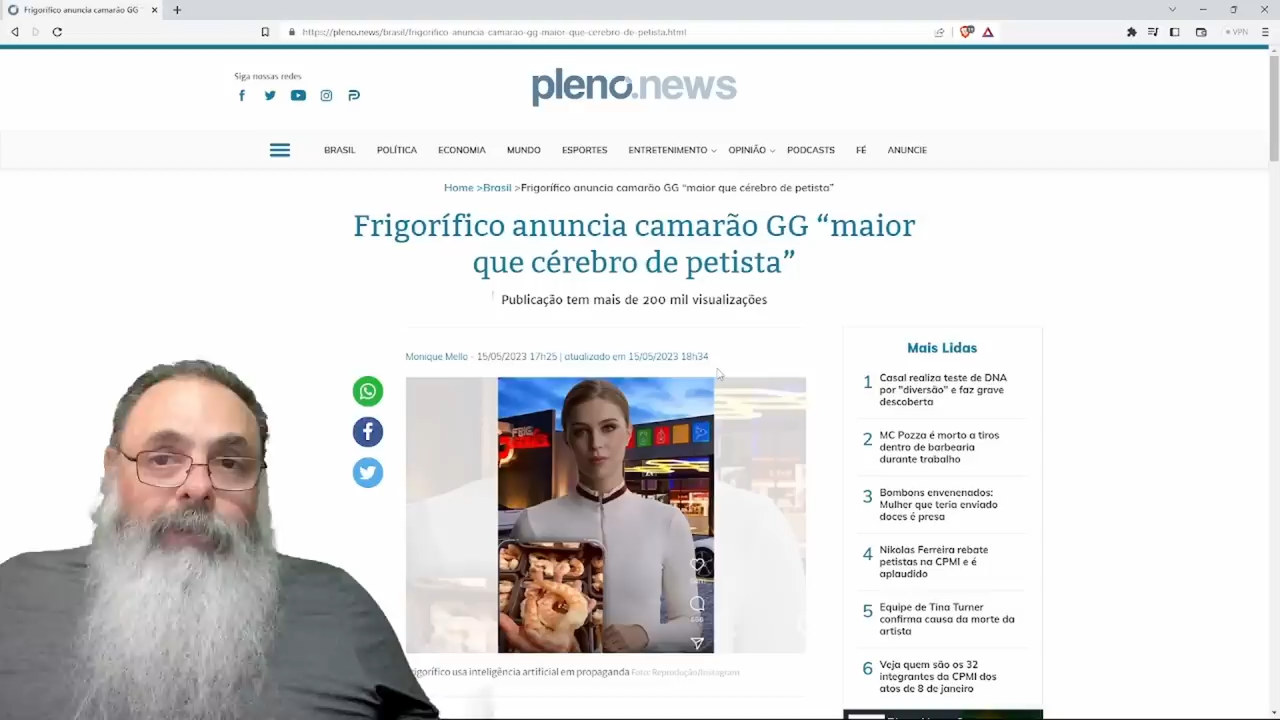 Frigorífico anuncia camarão GG
https://pleno.news/brasil/frigorifico-anuncia-camarao-gg-maior-que-cerebro-de-petista.html
VPN
Siga nossas redes
pleno.news
BRASIL POLÍTICA ECONOMIA MUNDO ESPORTES ENTRETENIMENTO OPINIÃO PODCASTS FÉ ANUNCIE
Home >Brasil >Frigorífico anuncia camarão GG “maior que cérebro de petista”
Frigorífico anuncia camarão GG “maior
que cérebro de petista”
Publicação tem mais de 200 mil visualizações
Monique Mello - 15/05/2023 17h25 | atualizado em 15/05/2023 18h34
rigorífico usa inteligência artificial em propaganda Foto: Reprodução/Instagram
Mais Lidas
1 Casal realiza teste de DNA
por "diversão" e faz grave
descoberta
2 MC Pozza é morto a tiros
dentro de barbearia
durante trabalho
3 Bombons envenenados:
Mulher que teria enviado
doces é presa
4 Nikolas Ferreira rebate
petistas na CPMI e é
aplaudido
5 Equipe de Tina Turner
confirma causa da morte da
artista
6 Veja quem são os 32
integrantes da CPMI dos
atos de 8 de janeiro